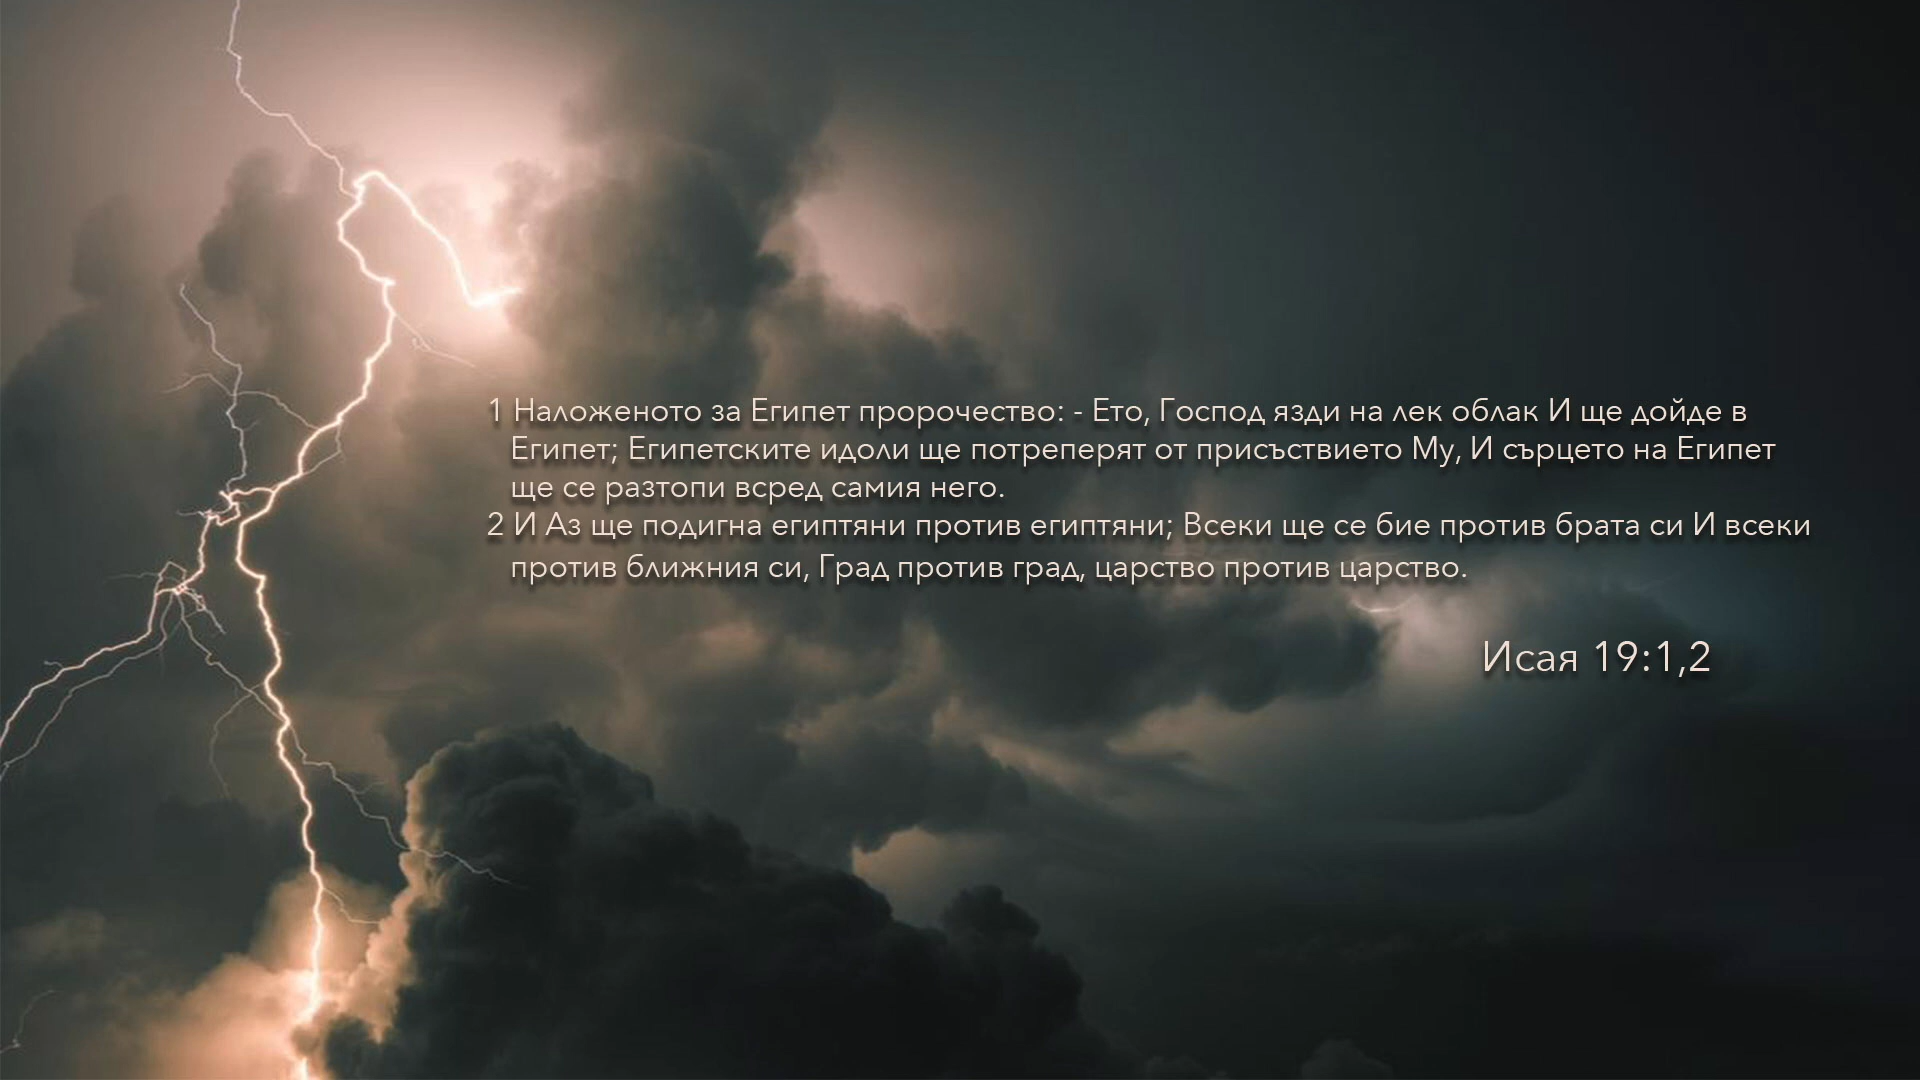 1 Наложеното за Египет пророчество: - Ето, Господ язди на лек облак И ще дойде в
Египет; Египетските идоли ще потреперят от присъствието Му, И сърцето на Египет
ще се разтопи всред самия него.
2 И Аз ще подигна египтяни против египтяни; Всеки ще се бие против брата си И всеки
против ближния си, Град против град, царство против царство.
Исая 19:1,2